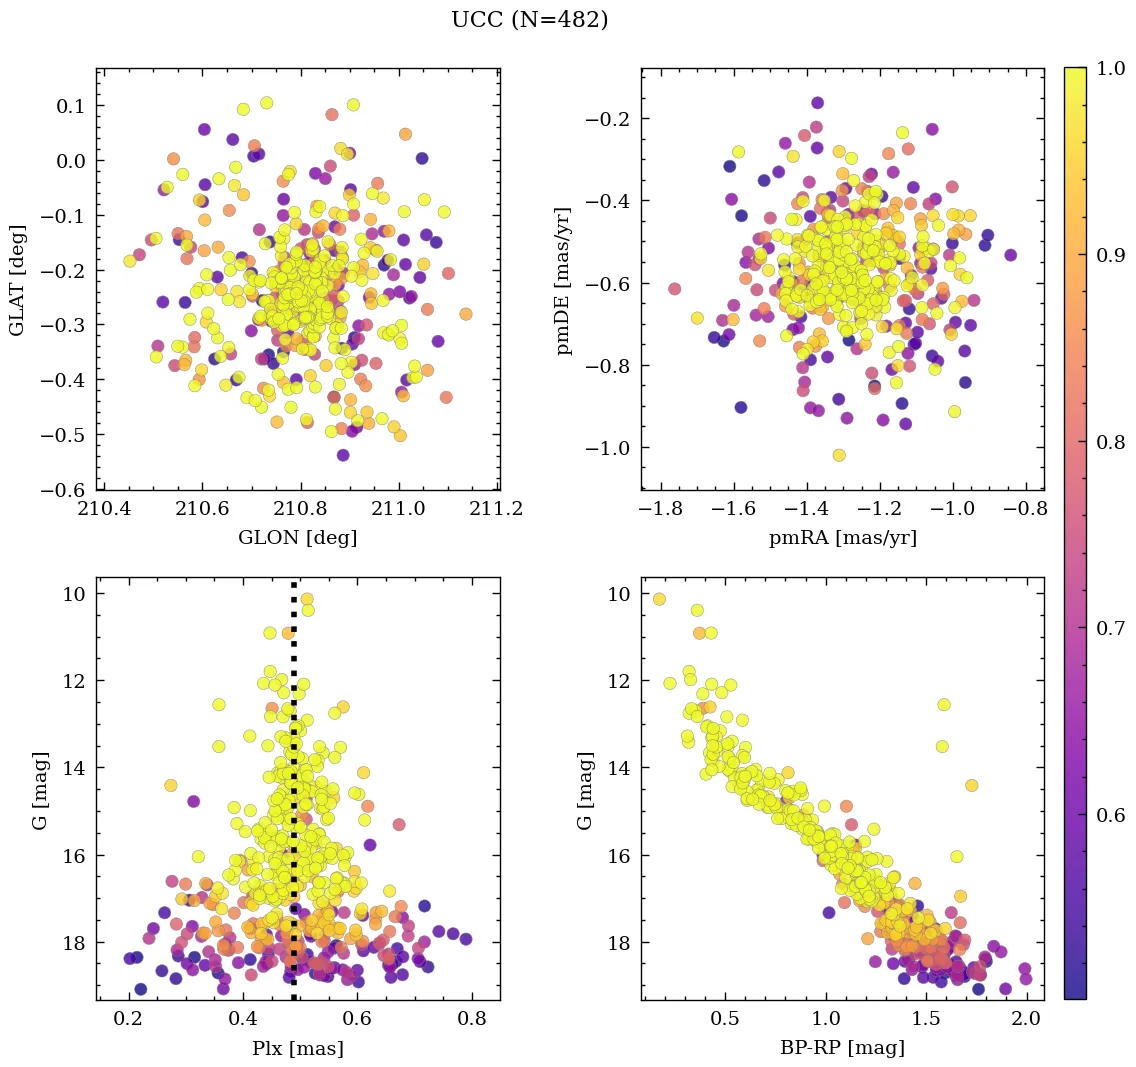 UCC (N=482)
0.1
0.0
−0.1
−0.2
−0.3
−0.4
−0.5
−0.6
GLAT [deg]
210.4 210.6 210.8 211.0 211.2
GLON [deg]
−0.2
−0.4
−0.6
−0.8
−1.0
pmDE [mas/yr]
−1.8 −1.6 −1.4 −1.2 −1.0 −0.8
pmRA [mas/yr]
10
12
14
16
18
G [mag]
0.2 0.4 0.6 0.8
Plx [mas]
10
12
14
16
18
G [mag]
0.5 1.0 1.5 2.0
BP-RP [mag]
1.0
0.9
0.8
0.7
0.6